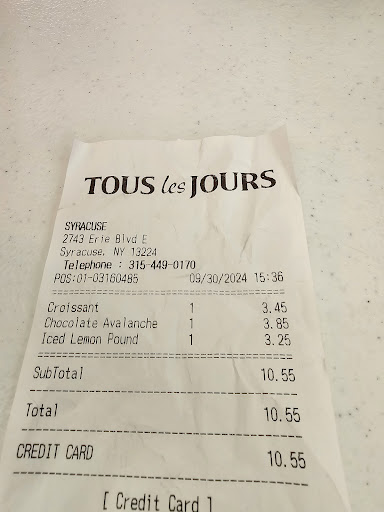 TOUS les JOURS
SYRACUSE
2743 Erie Blvd E
Syracuse, NY 13224
Telephone : 315-449-0170
POS:01-03160485 09/30/2024 15:36
Croissant 1 3.45
Chocolate Avalanche 1 3.85
Iced Lemon Pound 1 3.25
SubTotal 10.55
Total 10.55
CREDIT CARD 10.55
[ Credit Card ]